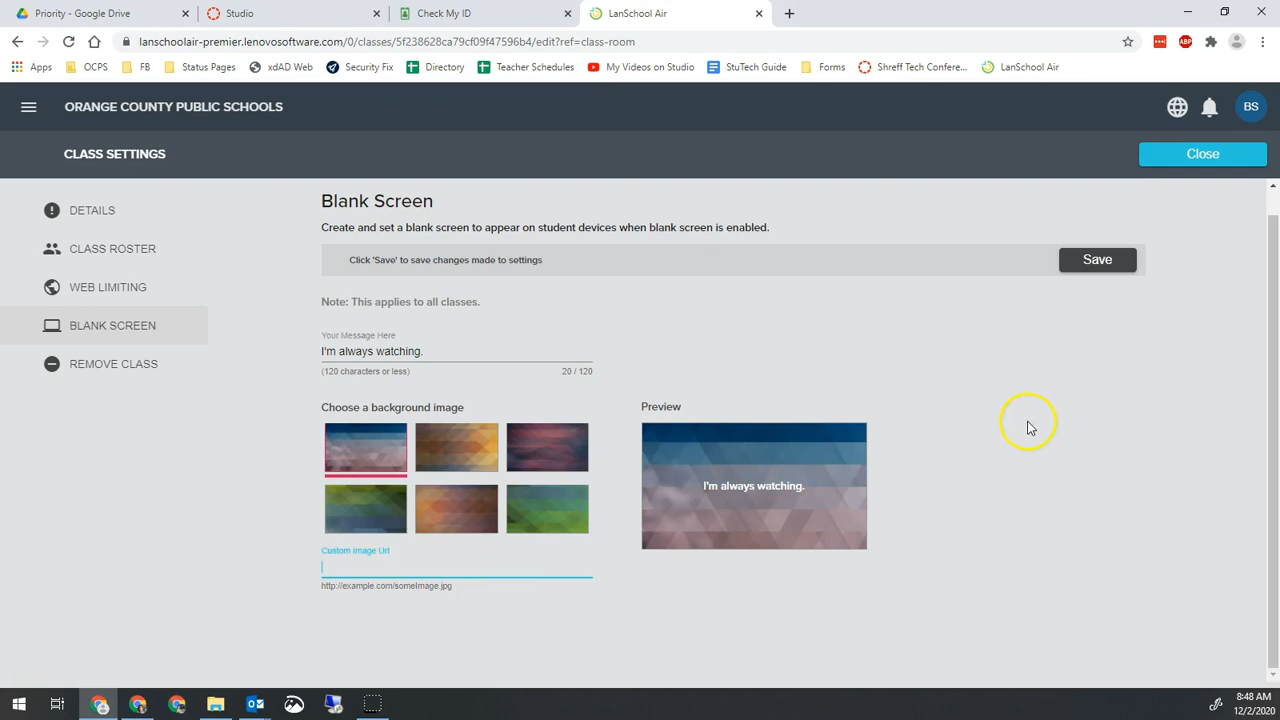 Priority - Google Drive
Studio
Check My ID
LanSchool Air
lanschoolair-premier.lenovosoftware.com/0/classes/5f238628ca79cf09f47596b4/edit?ref=class-room
Apps
OCPS
FB
Status Pages
xdAD Web
Security Fix
Directory
Teacher Schedules
My Videos on Studio
StuTech Guide
Forms
Shreff Tech Confere...
LanSchool Air
ABP
ORANGE COUNTY PUBLIC SCHOOLS
BS
CLASS SETTINGS
Close
DETAILS
CLASS ROSTER
WEB LIMITING
BLANK SCREEN
REMOVE CLASS
Blank Screen
Create and set a blank screen to appear on student devices when blank screen is enabled.
Click 'Save' to save changes made to settings
Save
Note: This applies to all classes.
Your Message Here
I'm always watching.
(120 characters or less)
20 / 120
Choose a background image
Preview
I'm always watching.
Custom Image Url
http://example.com/someImage.jpg
8:48 AM
12/2/2020